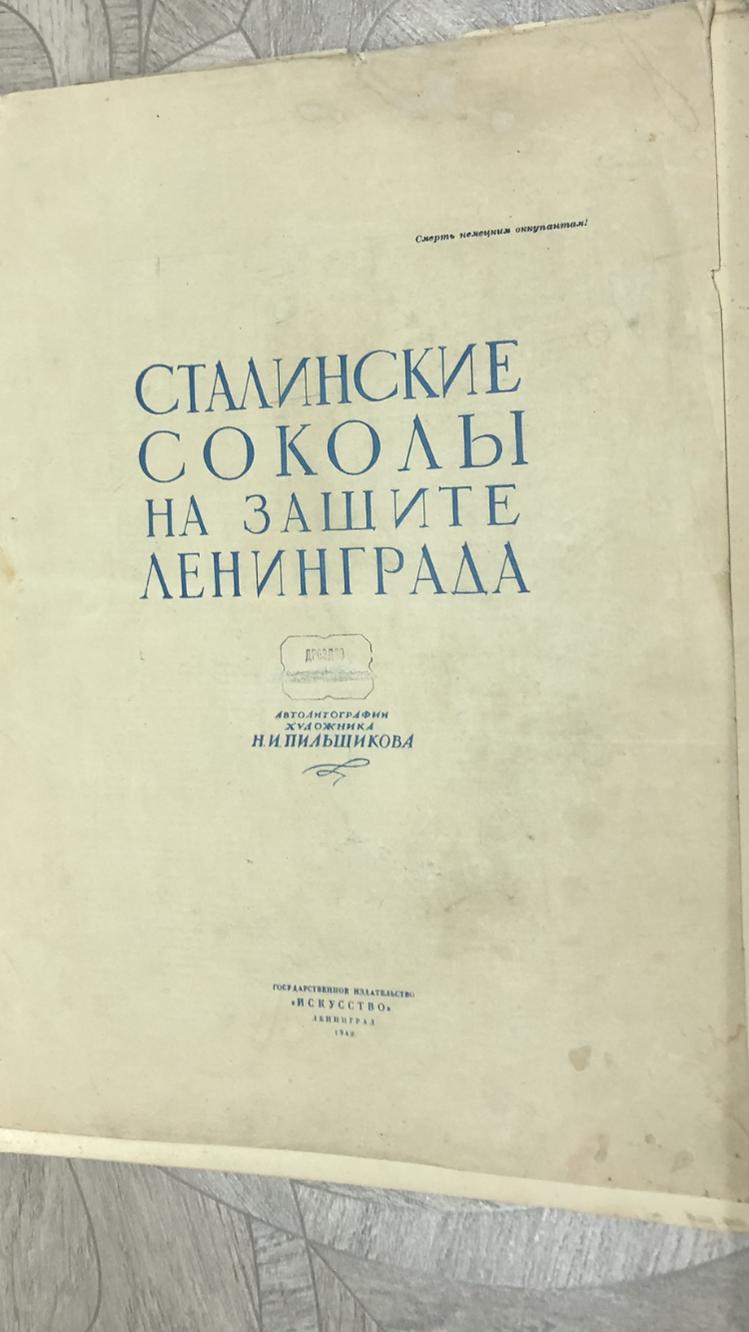 Смерть немецким оккупантам!
СТАЛИНСКИЕ
СОКОЛЫ
НА ЗАЩИТЕ
ЛЕНИНГРАДА
АВТОЛИТОГРАФИИ
ХУДОЖНИКА
Н.И.ПИЛЬЩИКОВА
ГОСУДАРСТВЕННОЕ ИЗДАТЕЛЬСТВО
«ИСКУССТВО»
ЛЕНИНГРАД